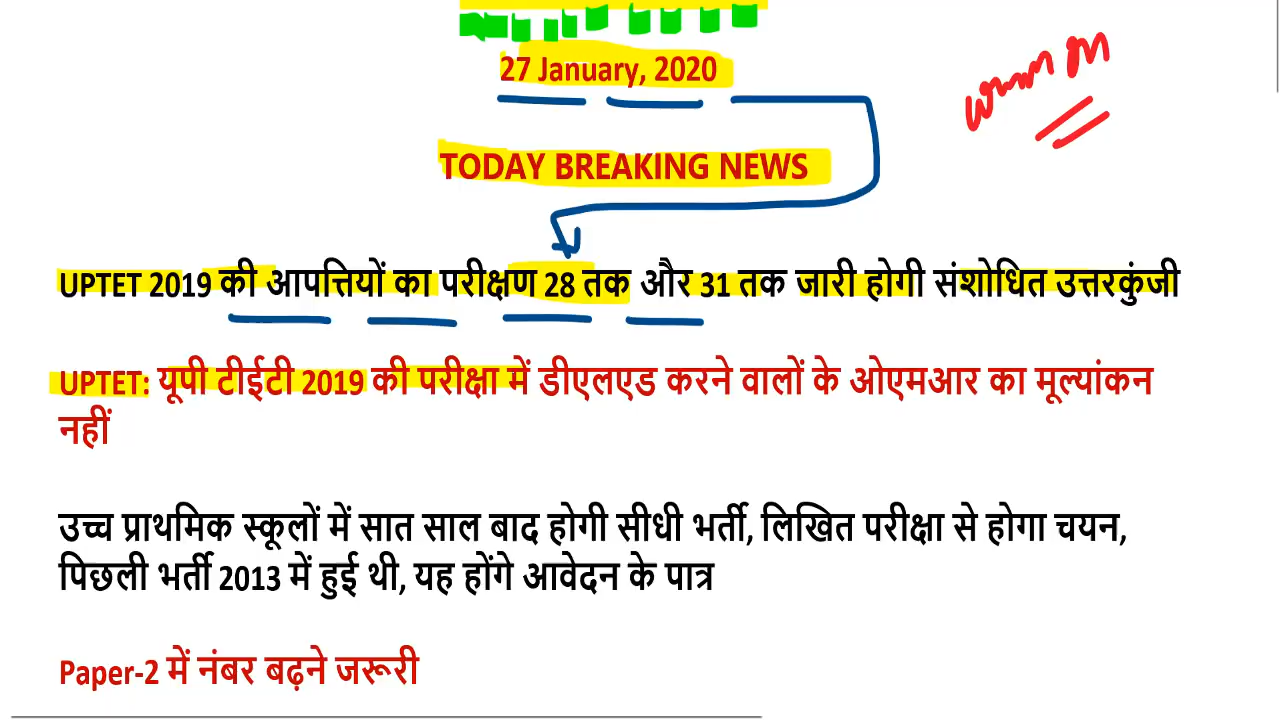 27 January, 2020
TODAY BREAKING NEWS
UPTET 2019 की आपत्तियों का परीक्षण 28 तक और 31 तक जारी होगी संशोधित उत्तरकुंजी
UPTET: यूपी टीईटी 2019 की परीक्षा में डीएलएड करने वालों के ओएमआर का मूल्यांकन
नहीं
उच्च प्राथमिक स्कूलों में सात साल बाद होगी सीधी भर्ती, लिखित परीक्षा से होगा चयन,
पिछली भर्ती 2013 में हुई थी, यह होंगे आवेदन के पात्र
Paper-2 में नंबर बढ़ने जरूरी